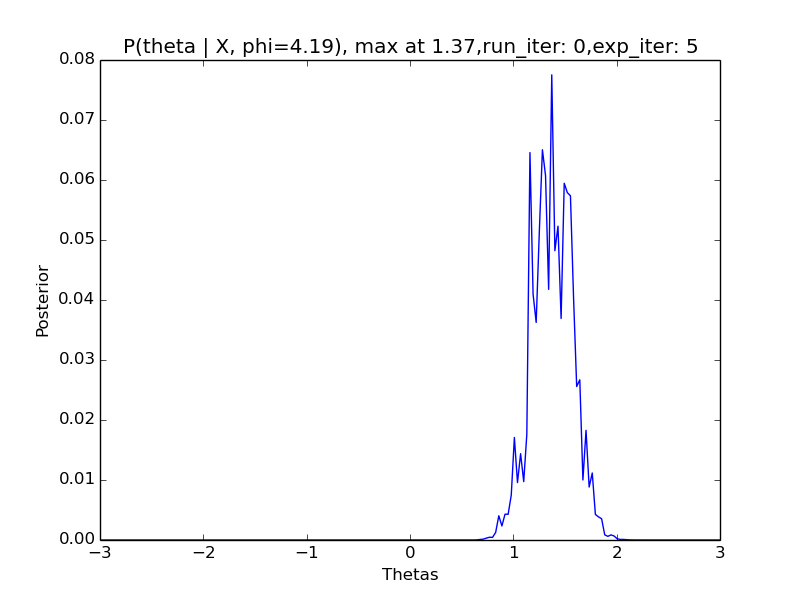 P(theta | X, phi=4.19), max at 1.37,run_iter: 0,exp_iter: 5
0.08
0.07
0.06
0.05
0.04
0.03
0.02
0.01
0.00
Posterior
−3 −2 −1 0 1 2 3
Thetas